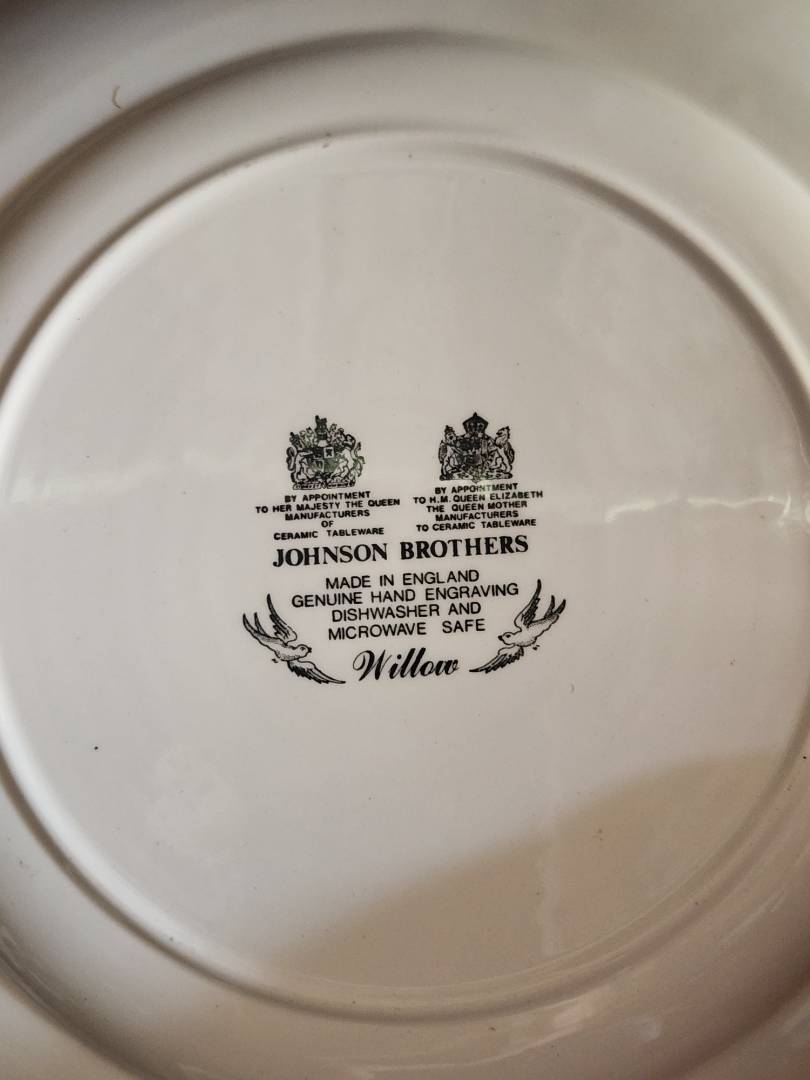 BY APPOINTMENT
TO HER MAJESTY THE QUEEN
MANUFACTURERS
OF
CERAMIC TABLEWARE
BY APPOINTMENT
TO H.M. QUEEN ELIZABETH
THE QUEEN MOTHER
MANUFACTURERS
TO CERAMIC TABLEWARE
JOHNSON BROTHERS
MADE IN ENGLAND
GENUINE HAND ENGRAVING
DISHWASHER AND
MICROWAVE SAFE
Willow